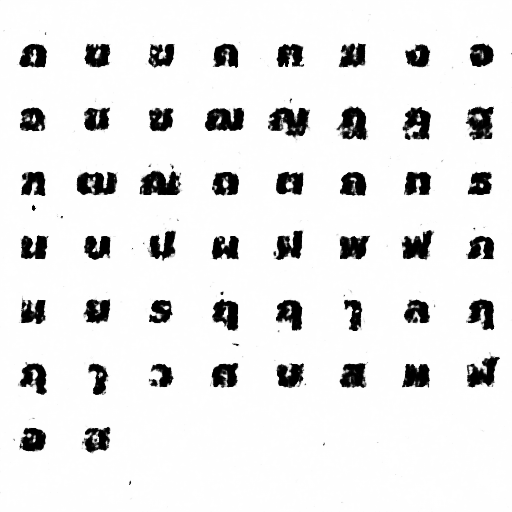 ก ข ฃ ค ฅ ฆ ง จ
ฉ ช ซ ฌ ญ ฎ ฏ ฐ
ฑ ฒ ณ ด ต ถ ท ธ
น บ ป ผ ฝ พ ฟ ภ
ม ย ร ฤ ฤ ๅ ล ฦ
ฦ ๅ ว ศ ษ ส ห ฬ
อ ฮ